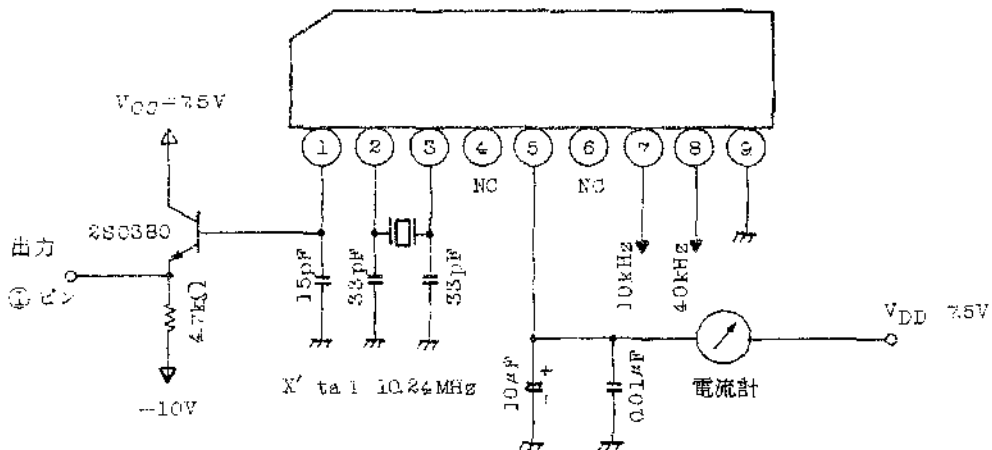 VCC=7.5V
1
2
3
4
5
6
7
8
9
NC
NC
2SC380
出力
①ピン
4.7kΩ
-10V
15pF
33pF
33pF
X'tal 10.24MHz
10μF
+
-
0.01μF
10kHz
40kHz
電流計
VDD 7.5V